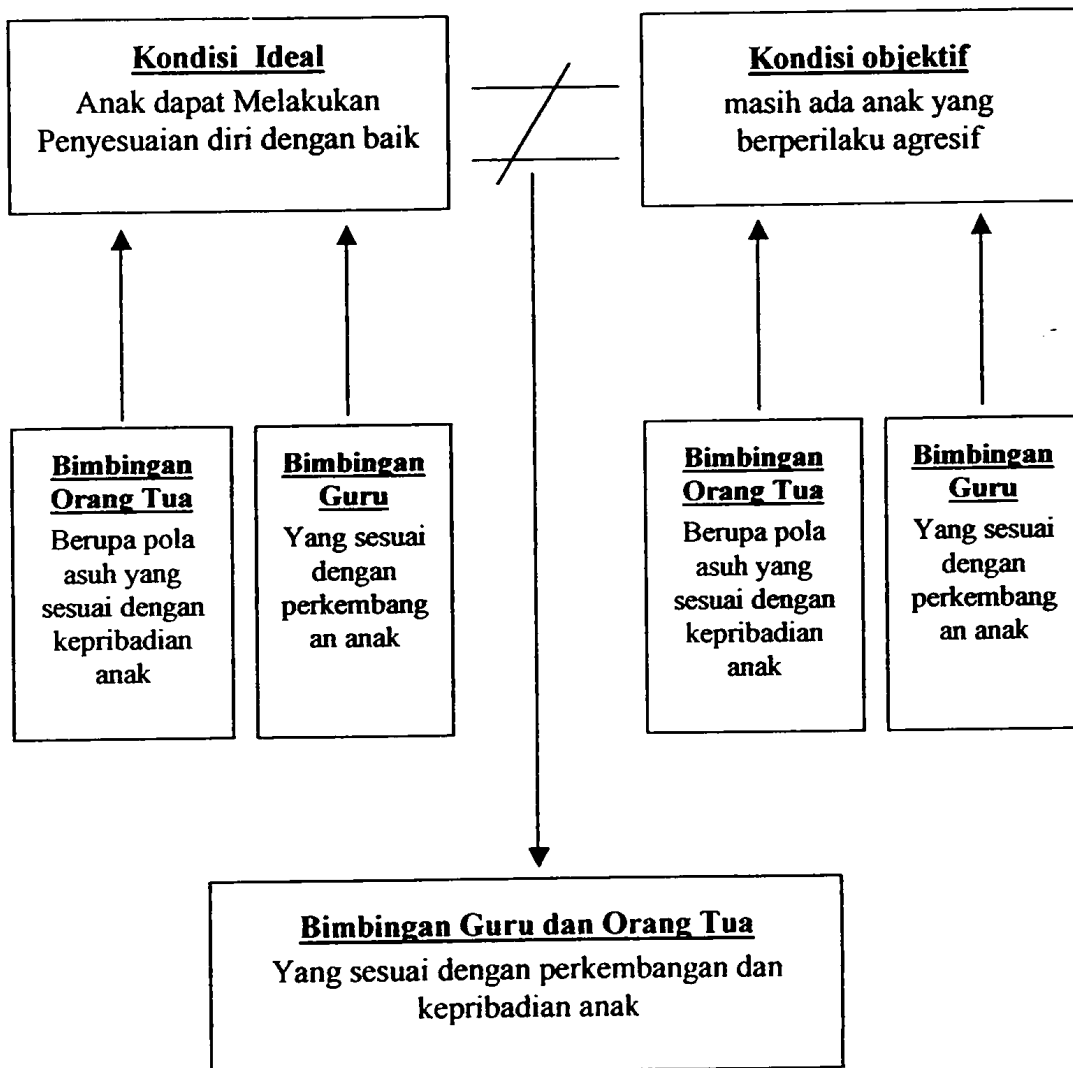 Kondisi Ideal
Anak dapat Melakukan
Penyesuaian diri dengan baik
Kondisi objektif
masih ada anak yang
berperilaku agresif
Bimbingan
Orang Tua
Berupa pola
asuh yang
sesuai dengan
kepribadian
anak
Bimbingan
Guru
Yang sesuai
dengan
perkembang
an anak
Bimbingan
Orang Tua
Berupa pola
asuh yang
sesuai dengan
kepribadian
anak
Bimbingan
Guru
Yang sesuai
dengan
perkembang
an anak
Bimbingan Guru dan Orang Tua
Yang sesuai dengan perkembangan dan
kepribadian anak